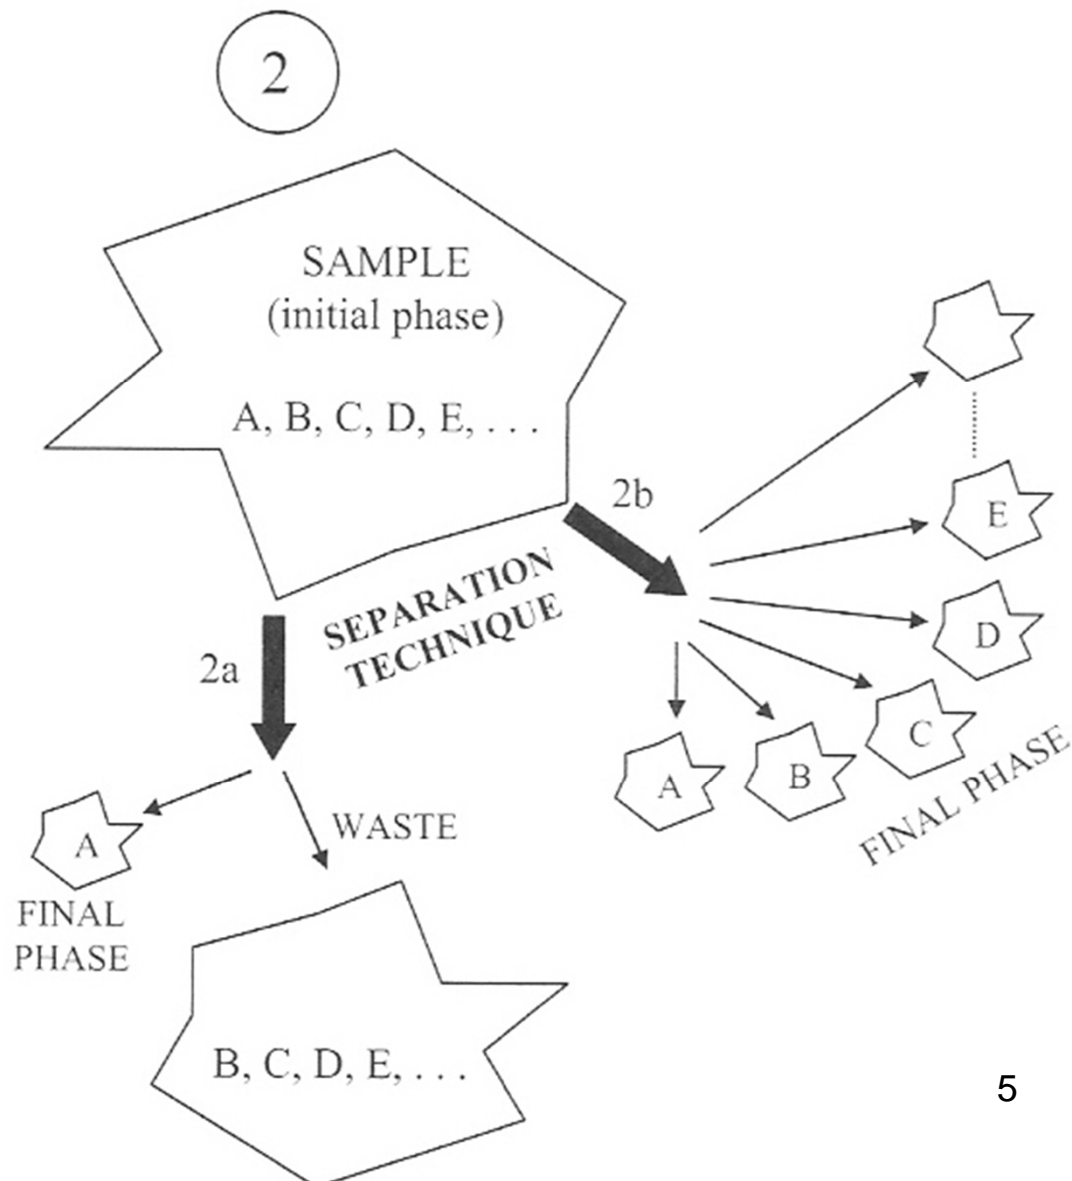 2
SAMPLE
(initial phase)
A, B, C, D, E, . . .
2b
SEPARATION
TECHNIQUE
2a
E
D
C
B
A
FINAL PHASE
A
WASTE
FINAL
PHASE
B, C, D, E, . . .
5